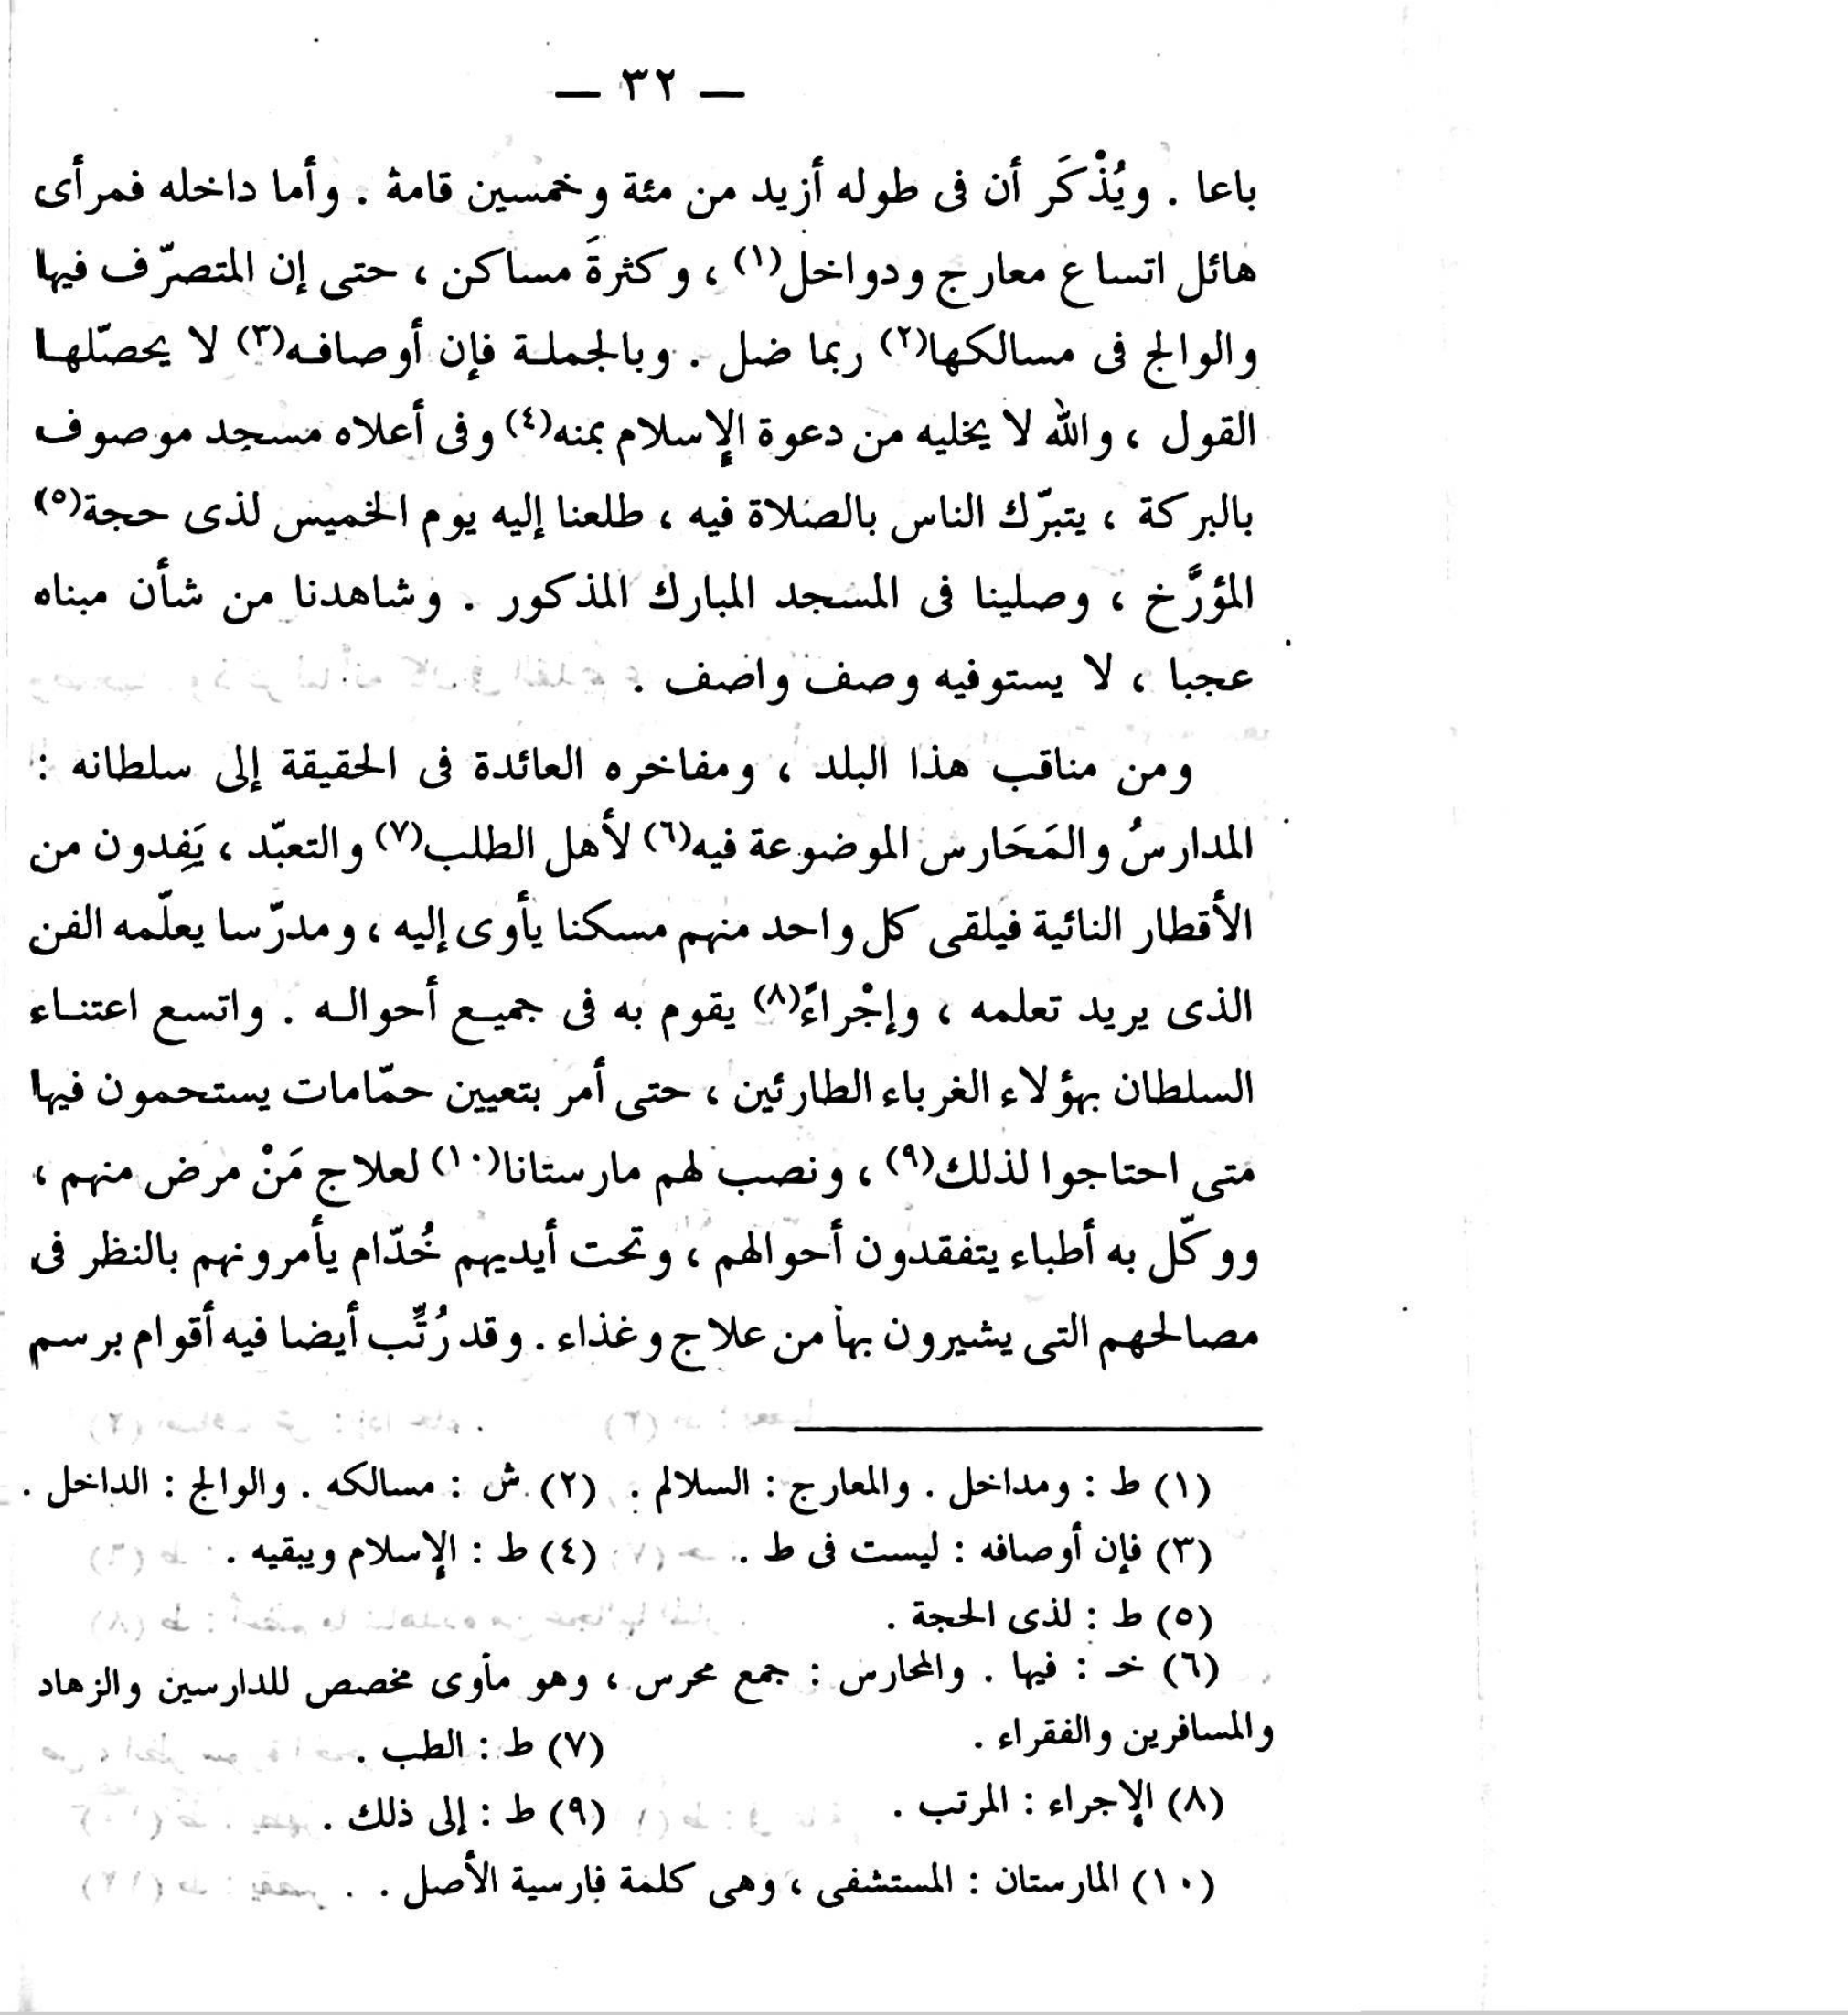 — ٣٢ —
باعا . ويُذْكَر أن فى طوله أزيد من مئة وخمسين قامة . وأما داخله فمرأى
هائل اتساع معارج ودواخل(١) ، وكثرةَ مساكن ، حتى إن المتصرّف فيها
والوالج فى مسالكها(٢) ربما ضل . وبالجملـة فإن أوصافـه(٣) لا يحصّلهـا
القول ، والله لا يخليه من دعوة الإسلام بمنه(٤) وفى أعلاه مسجد موصوف
بالبركة ، يتبرّك الناس بالصلاة فيه ، طلعنا إليه يوم الخميس لذى حجة(٥)
المؤرَّخ ، وصلينا فى المسجد المبارك المذكور . وشاهدنا من شأن مبناه
عجبا ، لا يستوفيه وصف واصف .
ومن مناقب هذا البلد ، ومفاخره العائدة فى الحقيقة إلى سلطانه :
المدارسُ والمَحَارس الموضوعة فيه(٦) لأهل الطلب(٧) والتعبّد ، يَفِدون من
الأقطار النائية فيلقى كل واحد منهم مسكنا يأوى إليه ، ومدرّسا يعلّمه الفن
الذى يريد تعلمه ، وإجْراءً(٨) يقوم به فى جميـع أحوالـه . واتسع اعتنـاء
السلطان بهؤلاء الغرباء الطارئين ، حتى أمر بتعيين حمّامات يستحمون فيها
متى احتاجوا لذلك(٩) ، ونصب لهم مارستانا(١٠) لعلاج مَنْ مرض منهم ،
ووكّل به أطباء يتفقدون أحوالهم ، وتحت أيديهم خُدّام يأمرونهم بالنظر فى
مصالحهم التى يشيرون بها من علاج وغذاء . وقد رُتِّب أيضا فيه أقوام برسم
(١) ط : ومداخل . والمعارج : السلالم . (٢) ش : مسالكه . والوالج : الداخل .
(٣) فإن أوصافه : ليست فى ط . (٤) ط : الإسلام ويبقيه .
(٥) ط : لذى الحجة .
(٦) خـ : فيها . والمحارس : جمع محرس ، وهو مأوى مخصص للدارسين والزهاد
والمسافرين والفقراء . (٧) ط : الطب .
(٨) الإجراء : المرتب . (٩) ط : إلى ذلك .
(١٠) المارستان : المستشفى ، وهى كلمة فارسية الأصل .